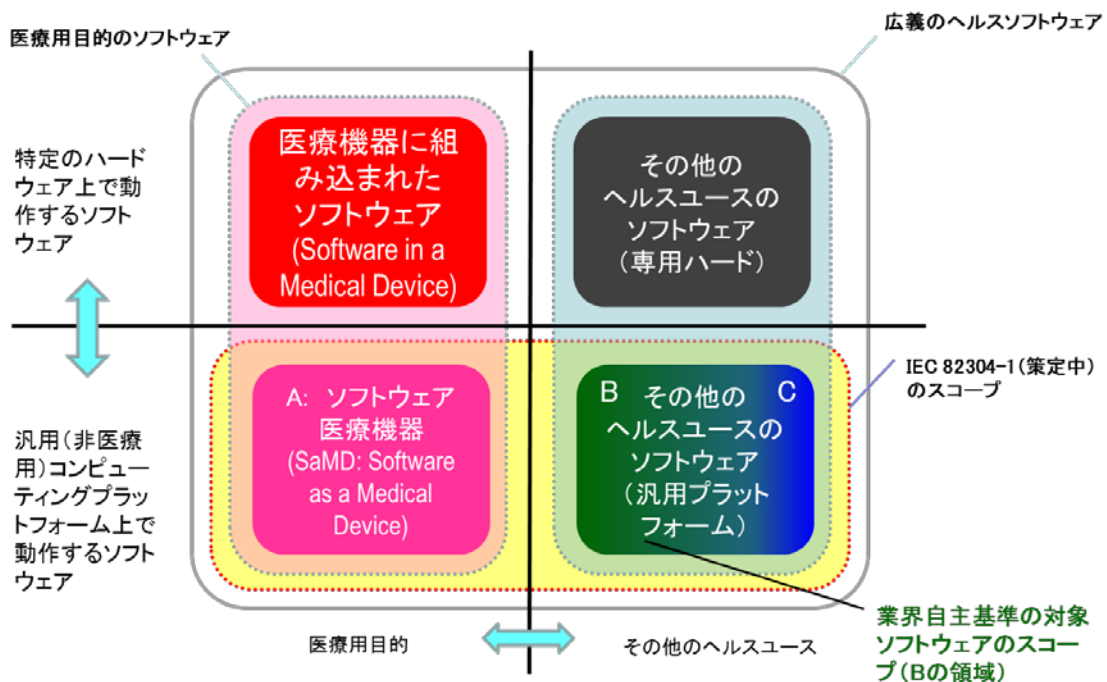 医療用目的のソフトウェア
広義のヘルスソフトウェア
特定のハード
ウェア上で動
作するソフト
ウェア
医療機器に組
み込まれた
ソフトウェア
(Software in a
Medical Device)
その他の
ヘルスユースの
ソフトウェア
(専用ハード)
IEC 82304-1(策定中)
のスコープ
汎用(非医療
用)コンピュー
ティングプラッ
トフォーム上で
動作するソフト
ウェア
A: ソフトウェア
医療機器
(SaMD: Software
as a Medical
Device)
B その他の C
ヘルスユースの
ソフトウェア
(汎用プラット
フォーム)
業界自主基準の対象
ソフトウェアのスコー
プ(Bの領域)
医療用目的
その他のヘルスユース